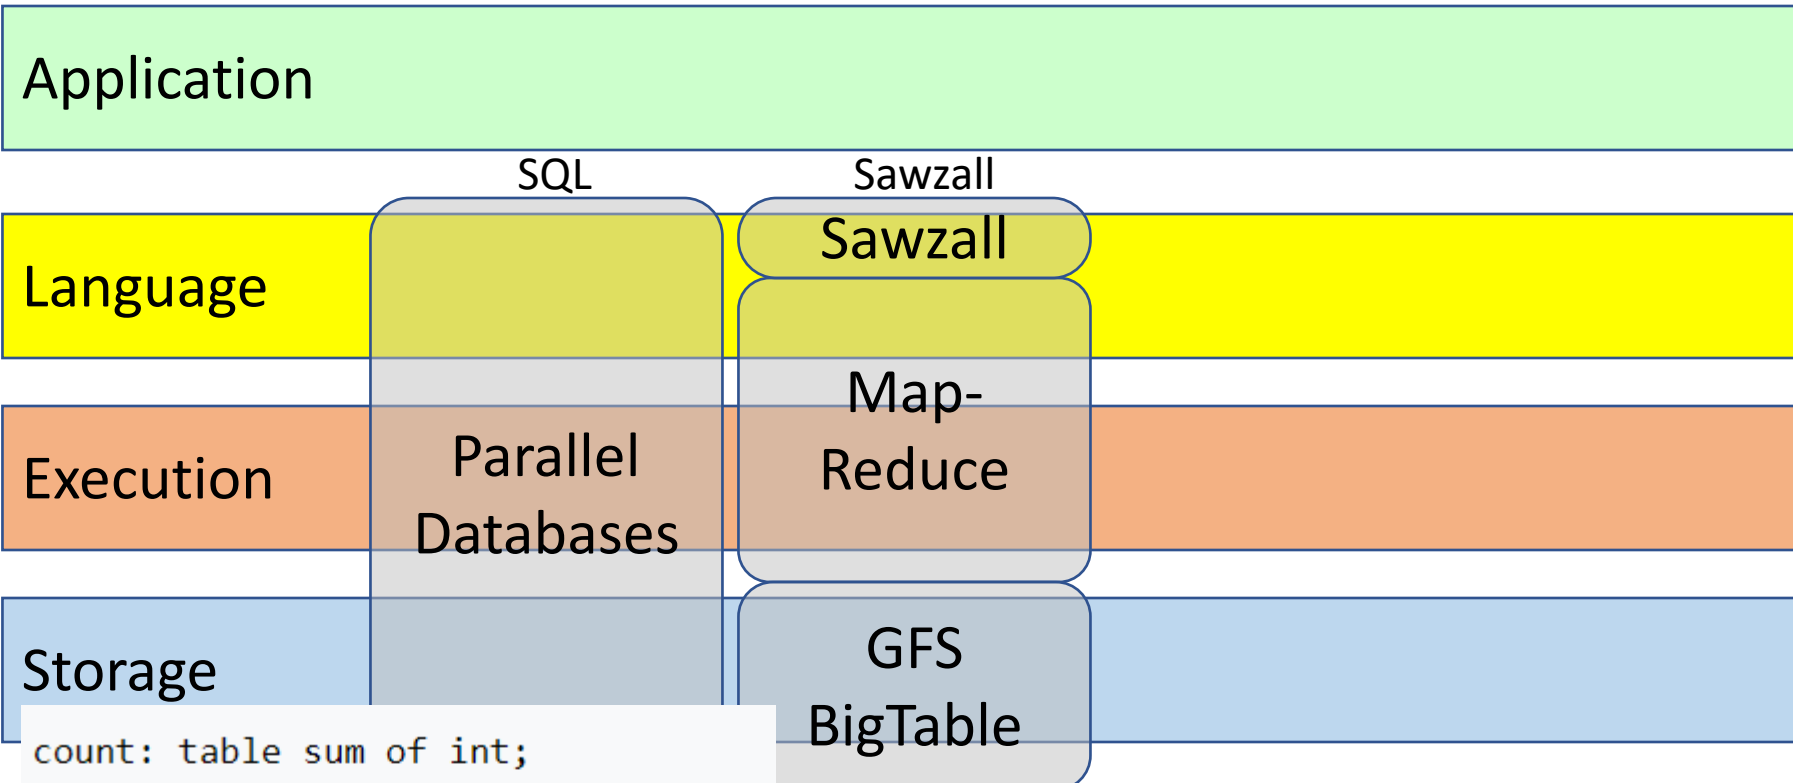 Application
SQL
Sawzall
Sawzall
Language
Map-
Reduce
Execution
Parallel
Databases
Storage
GFS
BigTable
count: table sum of int;